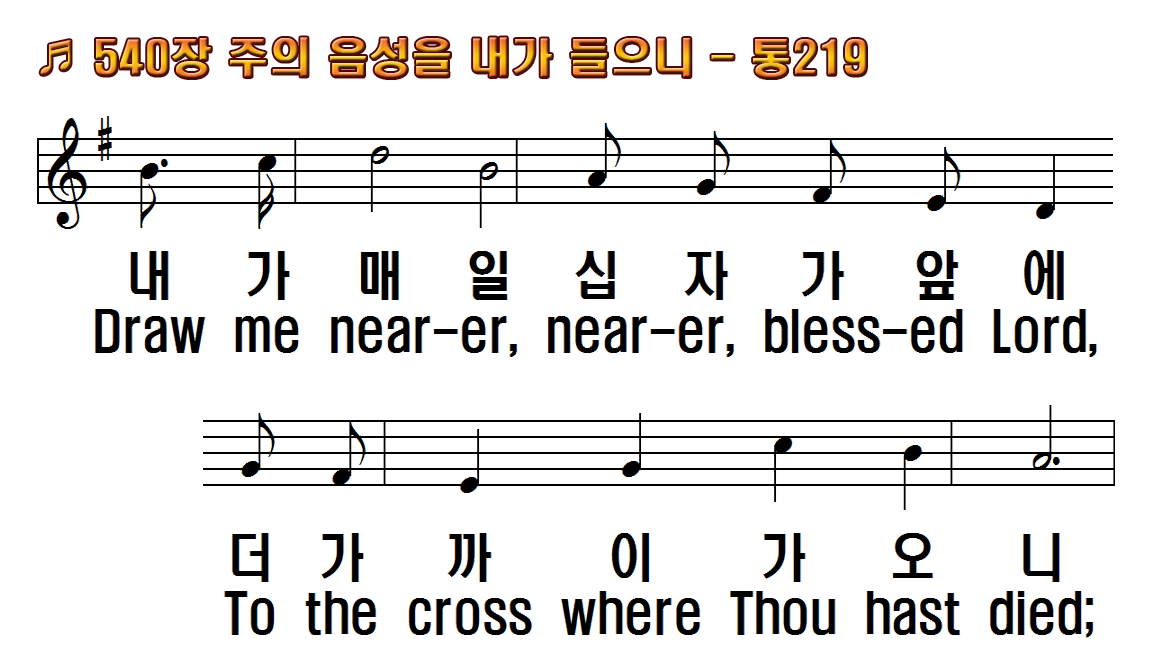 ♬ 540장 주의 음성을 내가 들으니 - 통219
내 가 매 일 십 자 가 앞 에
Draw me near-er, near-er, bless-ed Lord,
더 가 까 이 가 오 니
To the cross where Thou hast died;